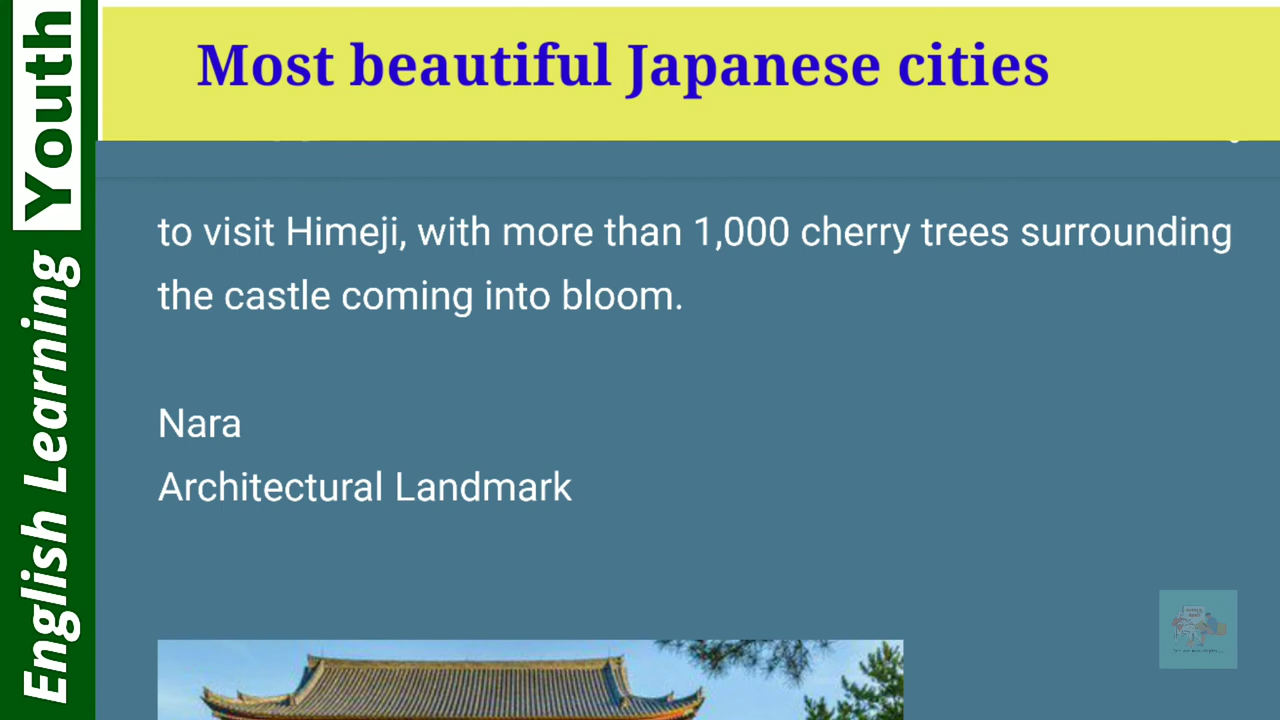 English Learning Youth
Most beautiful Japanese cities
to visit Himeji, with more than 1,000 cherry trees surrounding
the castle coming into bloom.
Nara
Architectural Landmark